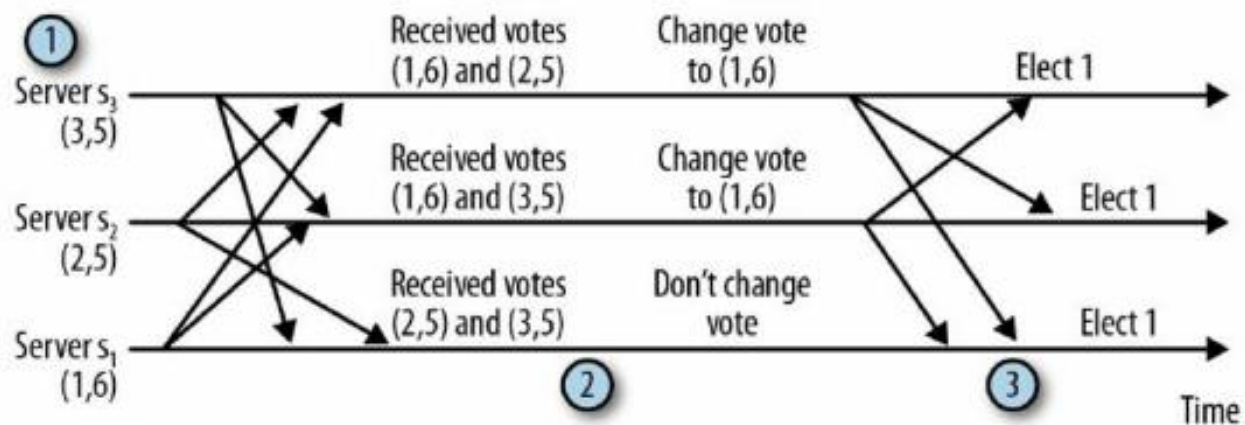 1
Received votes
(1,6) and (2,5)
Change vote
to (1,6)
Elect 1
Server s3
(3,5)
Received votes
(1,6) and (3,5)
Change vote
to (1,6)
Elect 1
Server s2
(2,5)
Received votes
(2,5) and (3,5)
Don't change
vote
Elect 1
Server s1
(1,6)
2
3
Time